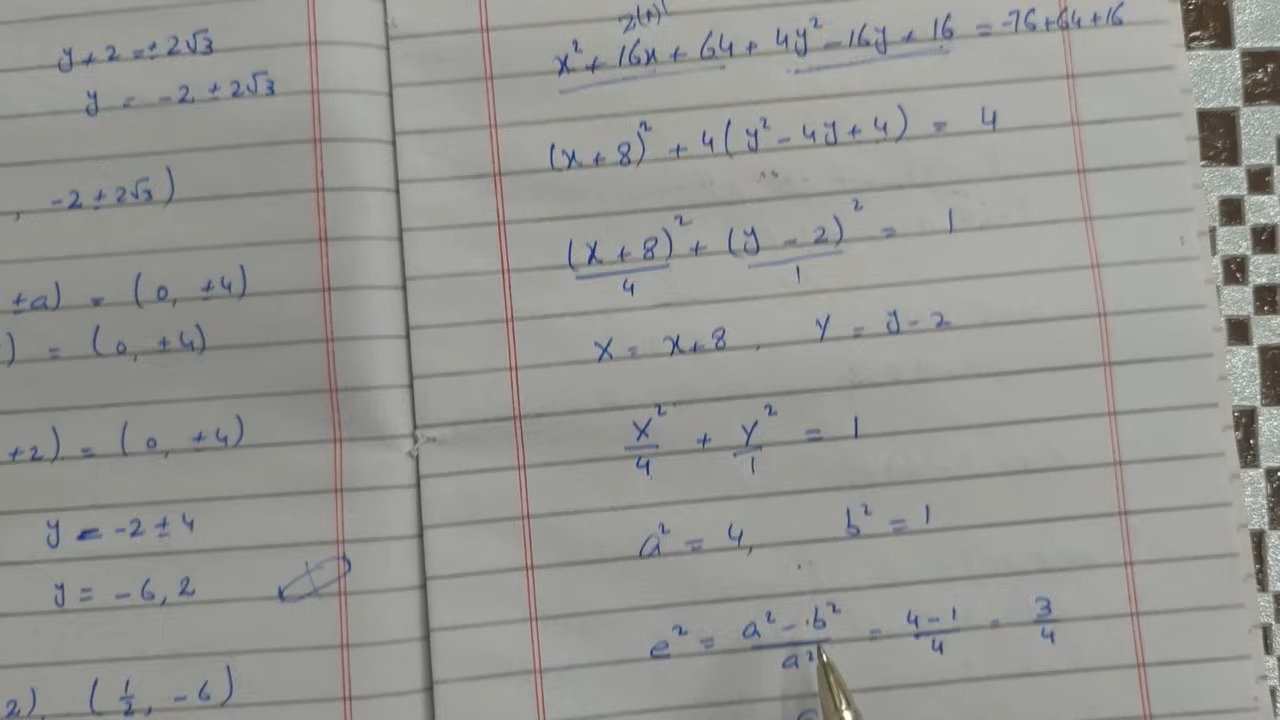 y + 2 = ± 2√3
y = -2 ± 2√3
, -2 ± 2√3)
±a) = (0, ±4)
) = (0, ±4)
+2) = (0, ±4)
y = -2 ± 4
y = -6, 2
2), (1/2, -6)
x² + 16x + 64 + 4y² - 16y + 16 = -76 + 64 + 16
(x + 8)² + 4(y² - 4y + 4) = 4
(x + 8)²/4 + (y - 2)²/1 = 1
X = x + 8, Y = y - 2
X²/4 + Y²/1 = 1
a² = 4, b² = 1
e² = a² - b²/a² = 4 - 1/4 = 3/4